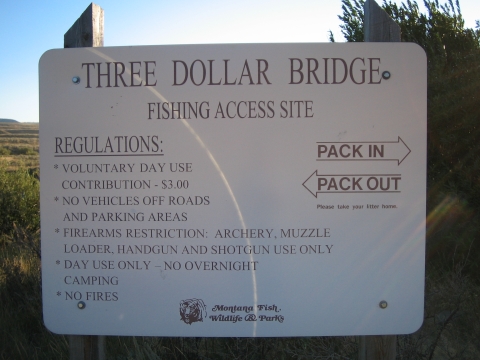 THREE DOLLAR BRIDGE
FISHING ACCESS SITE
REGULATIONS:
* VOLUNTARY DAY USE
CONTRIBUTION - $3.00
* NO VEHICLES OFF ROADS
AND PARKING AREAS
* FIREARMS RESTRICTION: ARCHERY, MUZZLE
LOADER, HANDGUN AND SHOTGUN USE ONLY
* DAY USE ONLY – NO OVERNIGHT
CAMPING
* NO FIRES
PACK IN
PACK OUT
Please take your litter home.
Montana Fish,
Wildlife & Parks